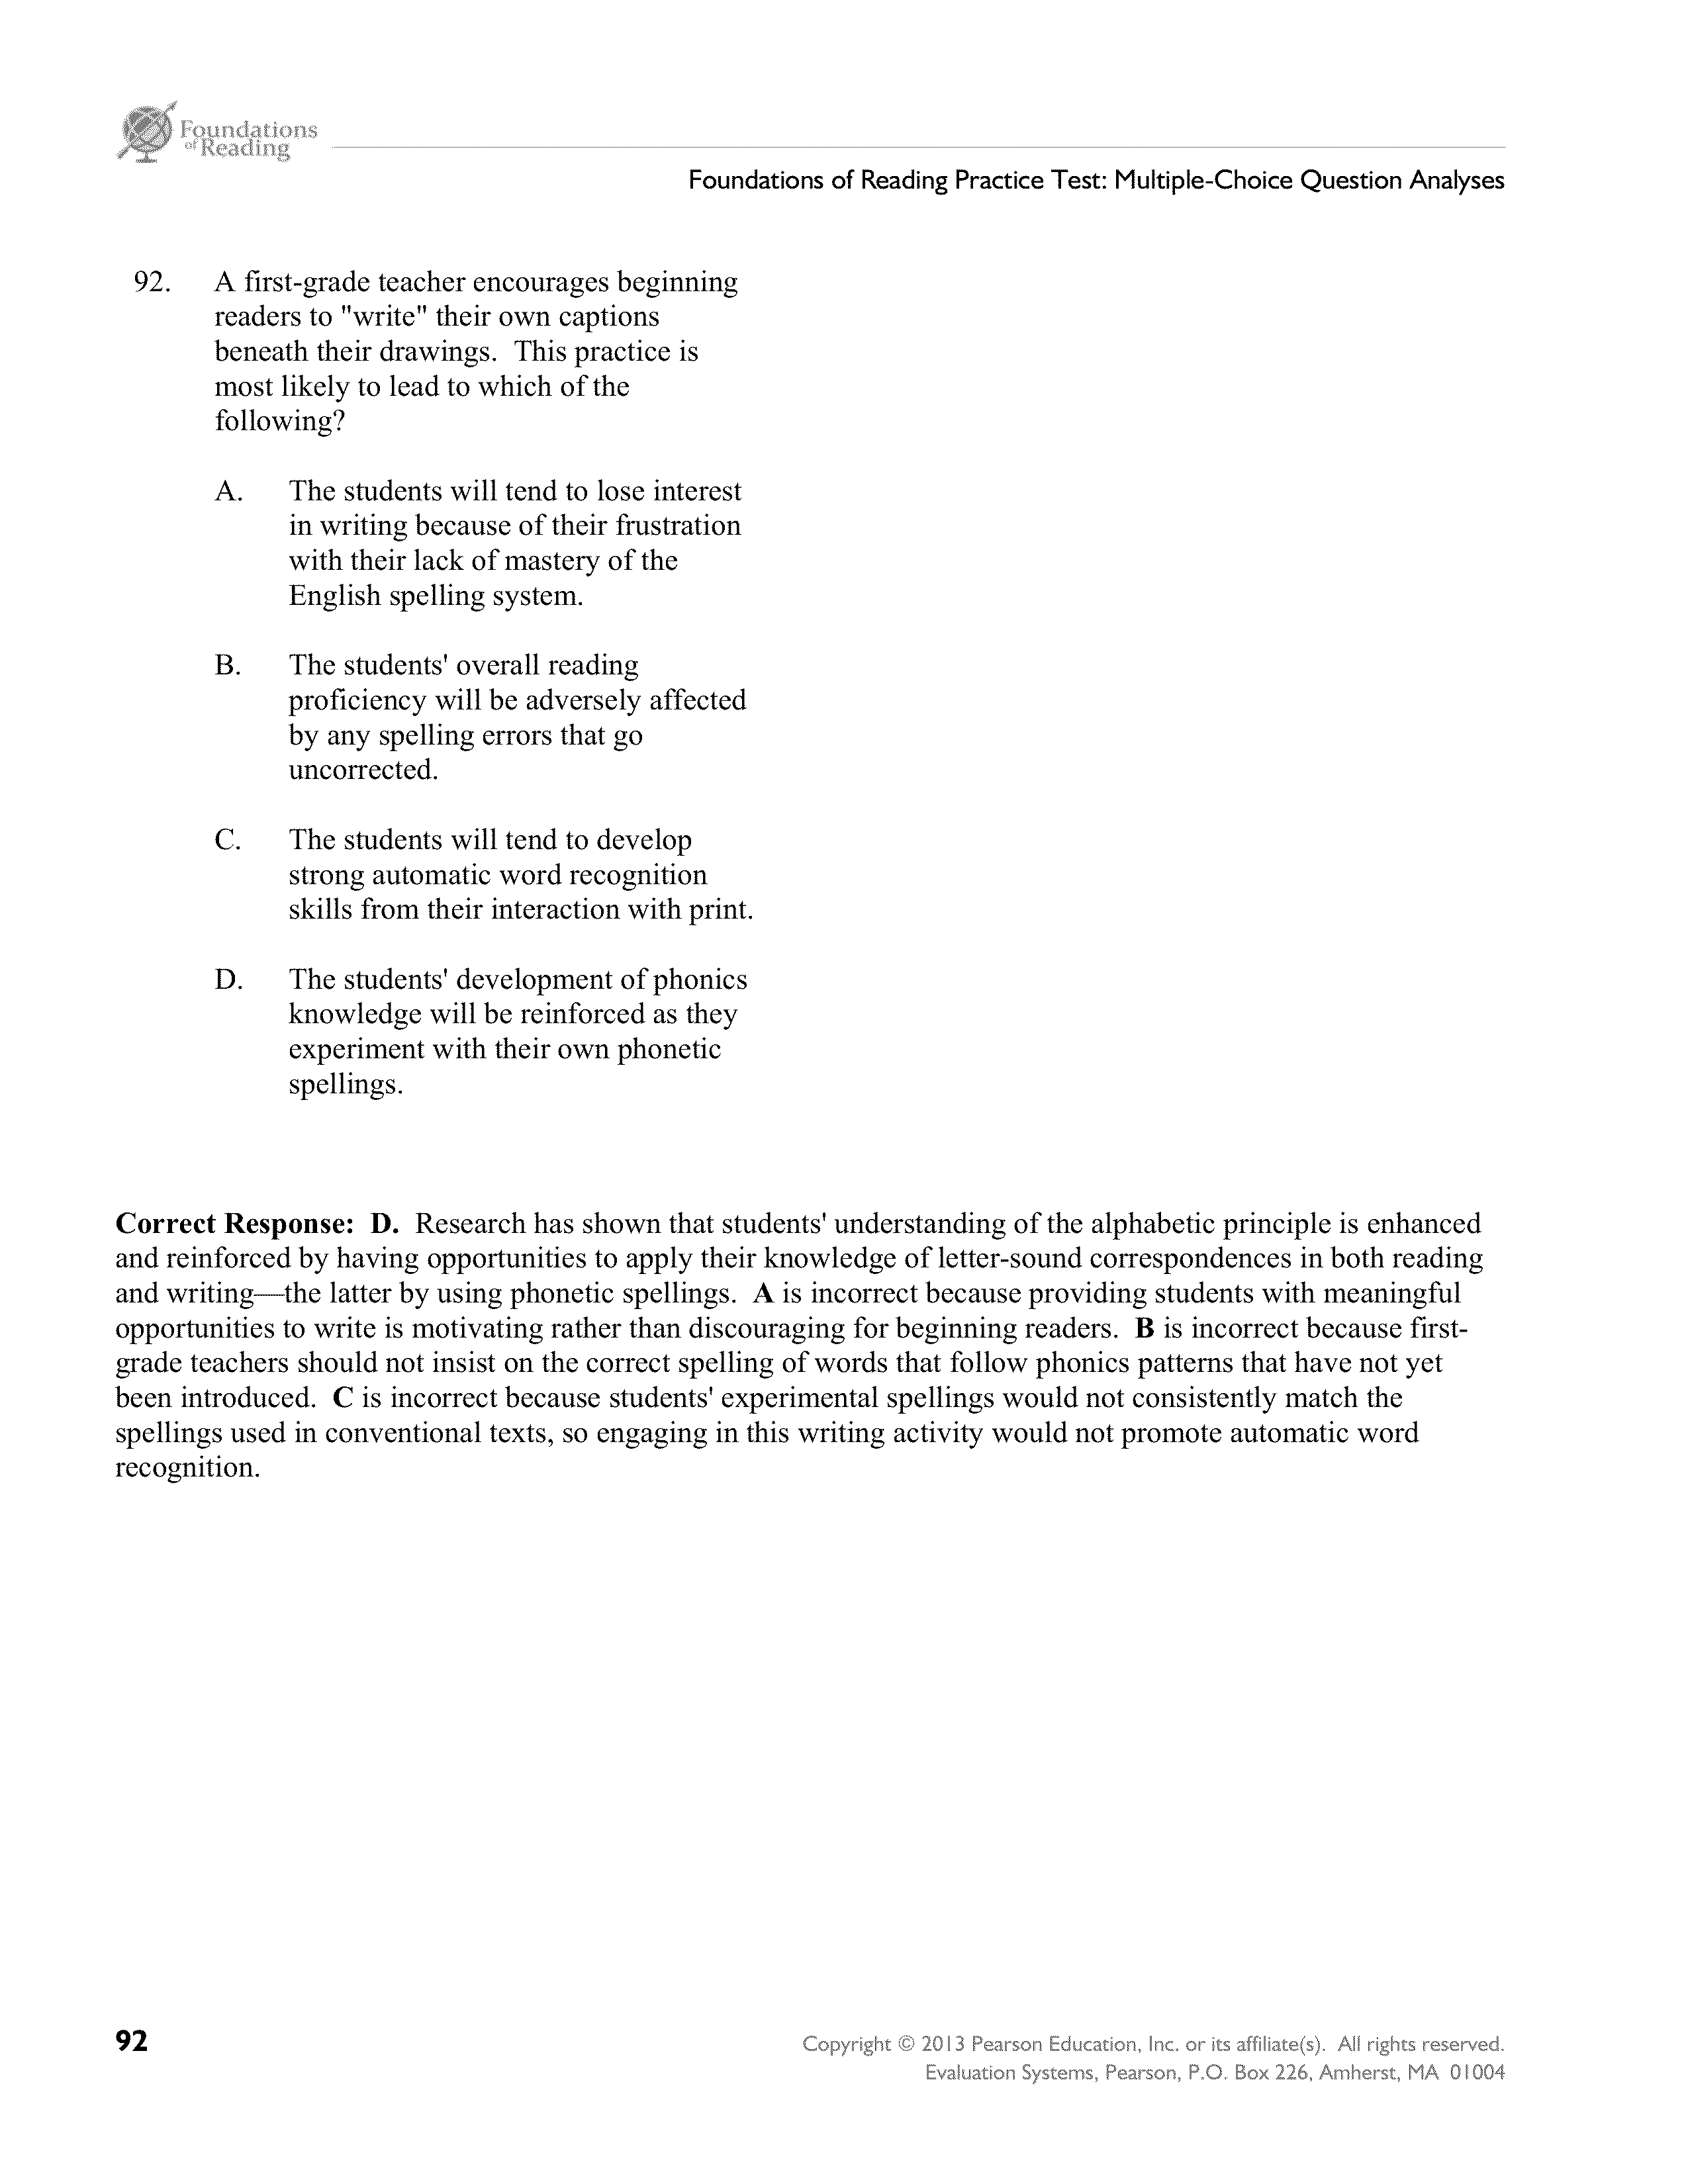 Foundations
of Reading
Foundations of Reading Practice Test: Multiple-Choice Question Analyses
92. A first-grade teacher encourages beginning
readers to "write" their own captions
beneath their drawings. This practice is
most likely to lead to which of the
following?
A. The students will tend to lose interest
in writing because of their frustration
with their lack of mastery of the
English spelling system.
B. The students' overall reading
proficiency will be adversely affected
by any spelling errors that go
uncorrected.
C. The students will tend to develop
strong automatic word recognition
skills from their interaction with print.
D. The students' development of phonics
knowledge will be reinforced as they
experiment with their own phonetic
spellings.
Correct Response: D. Research has shown that students' understanding of the alphabetic principle is enhanced
and reinforced by having opportunities to apply their knowledge of letter-sound correspondences in both reading
and writing—the latter by using phonetic spellings. A is incorrect because providing students with meaningful
opportunities to write is motivating rather than discouraging for beginning readers. B is incorrect because first-
grade teachers should not insist on the correct spelling of words that follow phonics patterns that have not yet
been introduced. C is incorrect because students' experimental spellings would not consistently match the
spellings used in conventional texts, so engaging in this writing activity would not promote automatic word
recognition.
92
Copyright © 2013 Pearson Education, Inc. or its affiliate(s). All rights reserved.
Evaluation Systems, Pearson, P.O. Box 226, Amherst, MA 01004